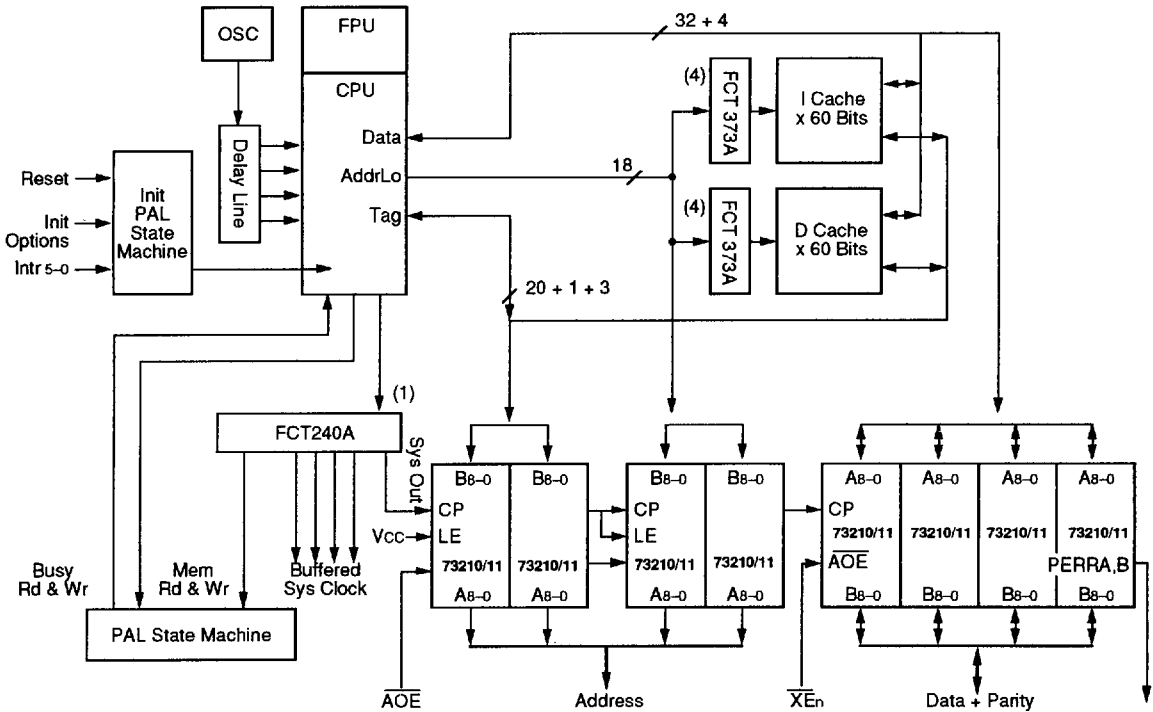 OSC
FPU
CPU
Data
AddrLo
Tag
Delay Line
Reset
Init
Options
Intr 5–0
Init
PAL
State
Machine
32 + 4
18
20 + 1 + 3
(4)
FCT 373A
I Cache
x 60 Bits
(4)
FCT 373A
D Cache
x 60 Bits
(1)
FCT240A
Sys Out
Vcc
Busy
Rd & Wr
Mem
Rd & Wr
Buffered
Sys Clock
PAL State Machine
B8–0
B8–0
CP
LE
73210/11
73210/11
A8–0
A8–0
B8–0
B8–0
CP
LE
73210/11
73210/11
A8–0
A8–0
A8–0
A8–0
A8–0
A8–0
CP
73210/11
73210/11
73210/11
73210/11
AOE
PERRA,B
B8–0
B8–0
B8–0
B8–0
AOE
Address
XEn
Data + Parity